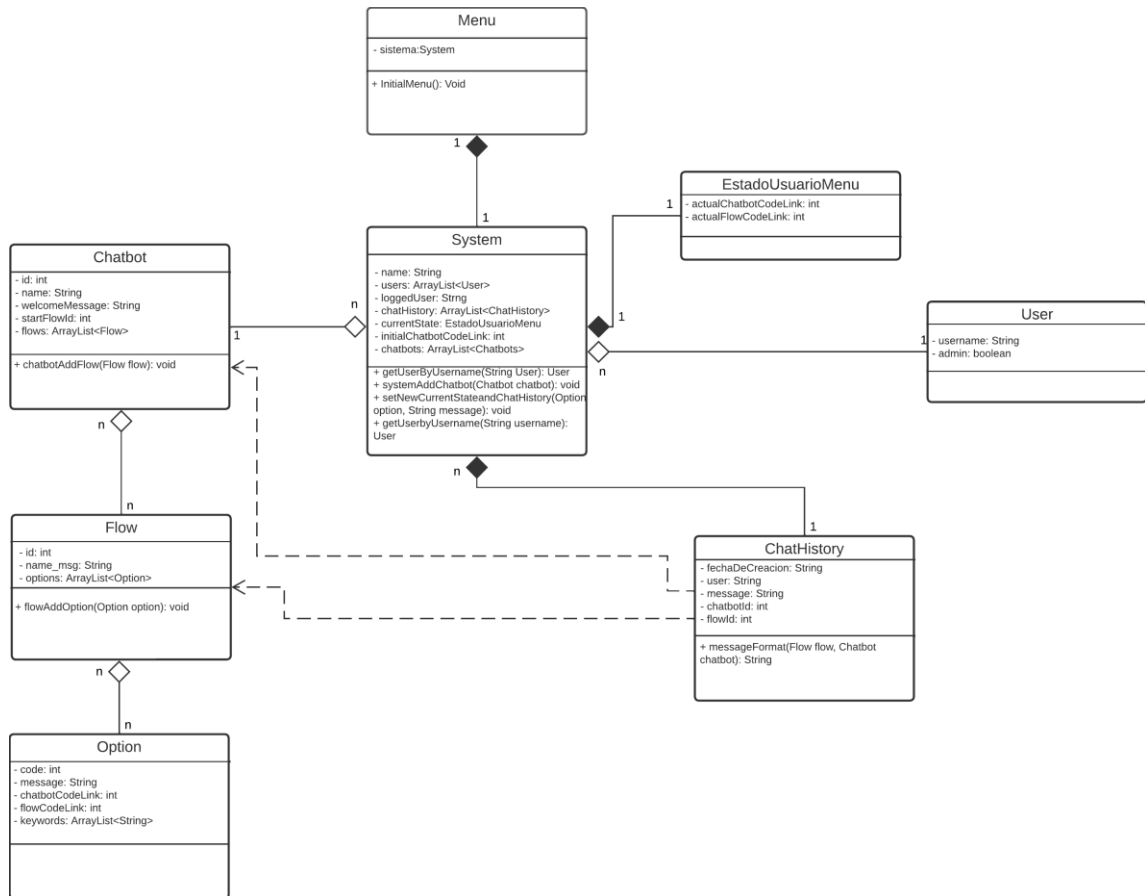 Menu
- sistema:System
+ InitialMenu(): Void
1
1
EstadoUsuarioMenu
- actualChatbotCodeLink: int
- actualFlowCodeLink: int
1
1
System
- name: String
- users: ArrayList<User>
- loggedUser: Strng
- chatHistory: ArrayList<ChatHistory>
- currentState: EstadoUsuarioMenu
- initialChatbotCodeLink: int
- chatbots: ArrayList<Chatbots>
+ getUserByUsername(String User): User
+ systemAddChatbot(Chatbot chatbot): void
+ setNewCurrentStateandChatHistory(Option
option, String message): void
+ getUserbyUsername(String username):
User
Chatbot
- id: int
- name: String
- welcomeMessage: String
- startFlowId: int
- flows: ArrayList<Flow>
+ chatbotAddFlow(Flow flow): void
n
1
User
- username: String
- admin: boolean
1
n
n
1
n
n
Flow
- id: int
- name_msg: String
- options: ArrayList<Option>
+ flowAddOption(Option option): void
ChatHistory
- fechaDeCreacion: String
- user: String
- message: String
- chatbotId: int
- flowId: int
+ messageFormat(Flow flow, Chatbot
chatbot): String
n
n
Option
- code: int
- message: String
- chatbotCodeLink: int
- flowCodeLink: int
- keywords: ArrayList<String>